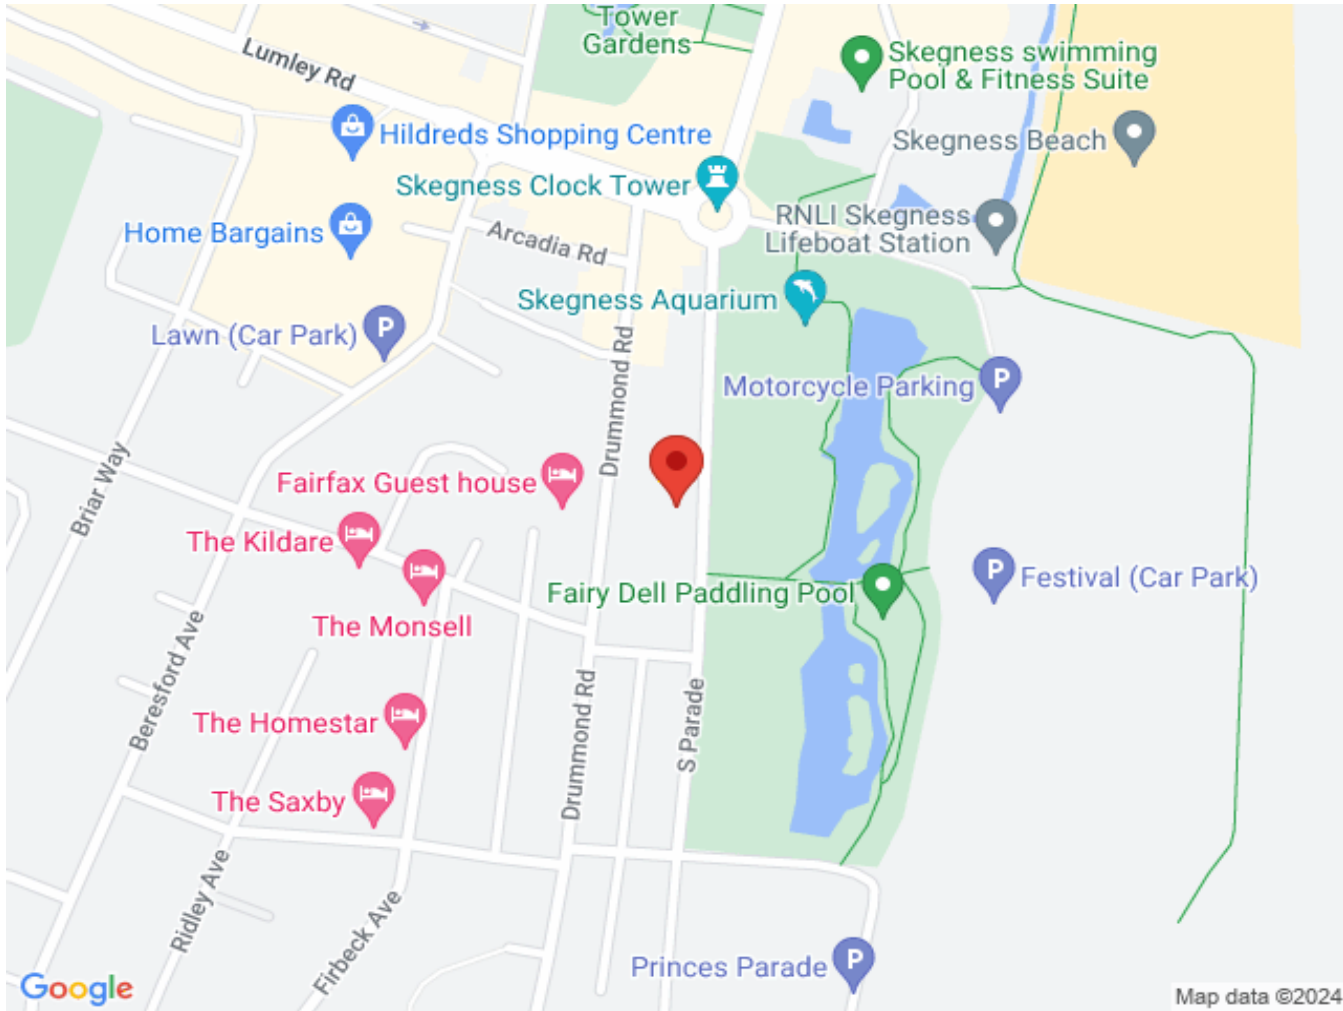 Tower
Gardens
Lumley Rd
Skegness swimming
Pool & Fitness Suite
Hildreds Shopping Centre
Skegness Beach
Skegness Clock Tower
RNLI Skegness
Lifeboat Station
Home Bargains
Arcadia Rd
Skegness Aquarium
Lawn (Car Park)
P
Drummond Rd
Motorcycle Parking
P
Briar Way
Fairfax Guest house
The Kildare
Fairy Dell Paddling Pool
P
Festival (Car Park)
The Monsell
Beresford Ave
The Homestar
Drummond Rd
S Parade
The Saxby
Ridley Ave
Firbeck Ave
Princes Parade
P
Google
Map data ©2024